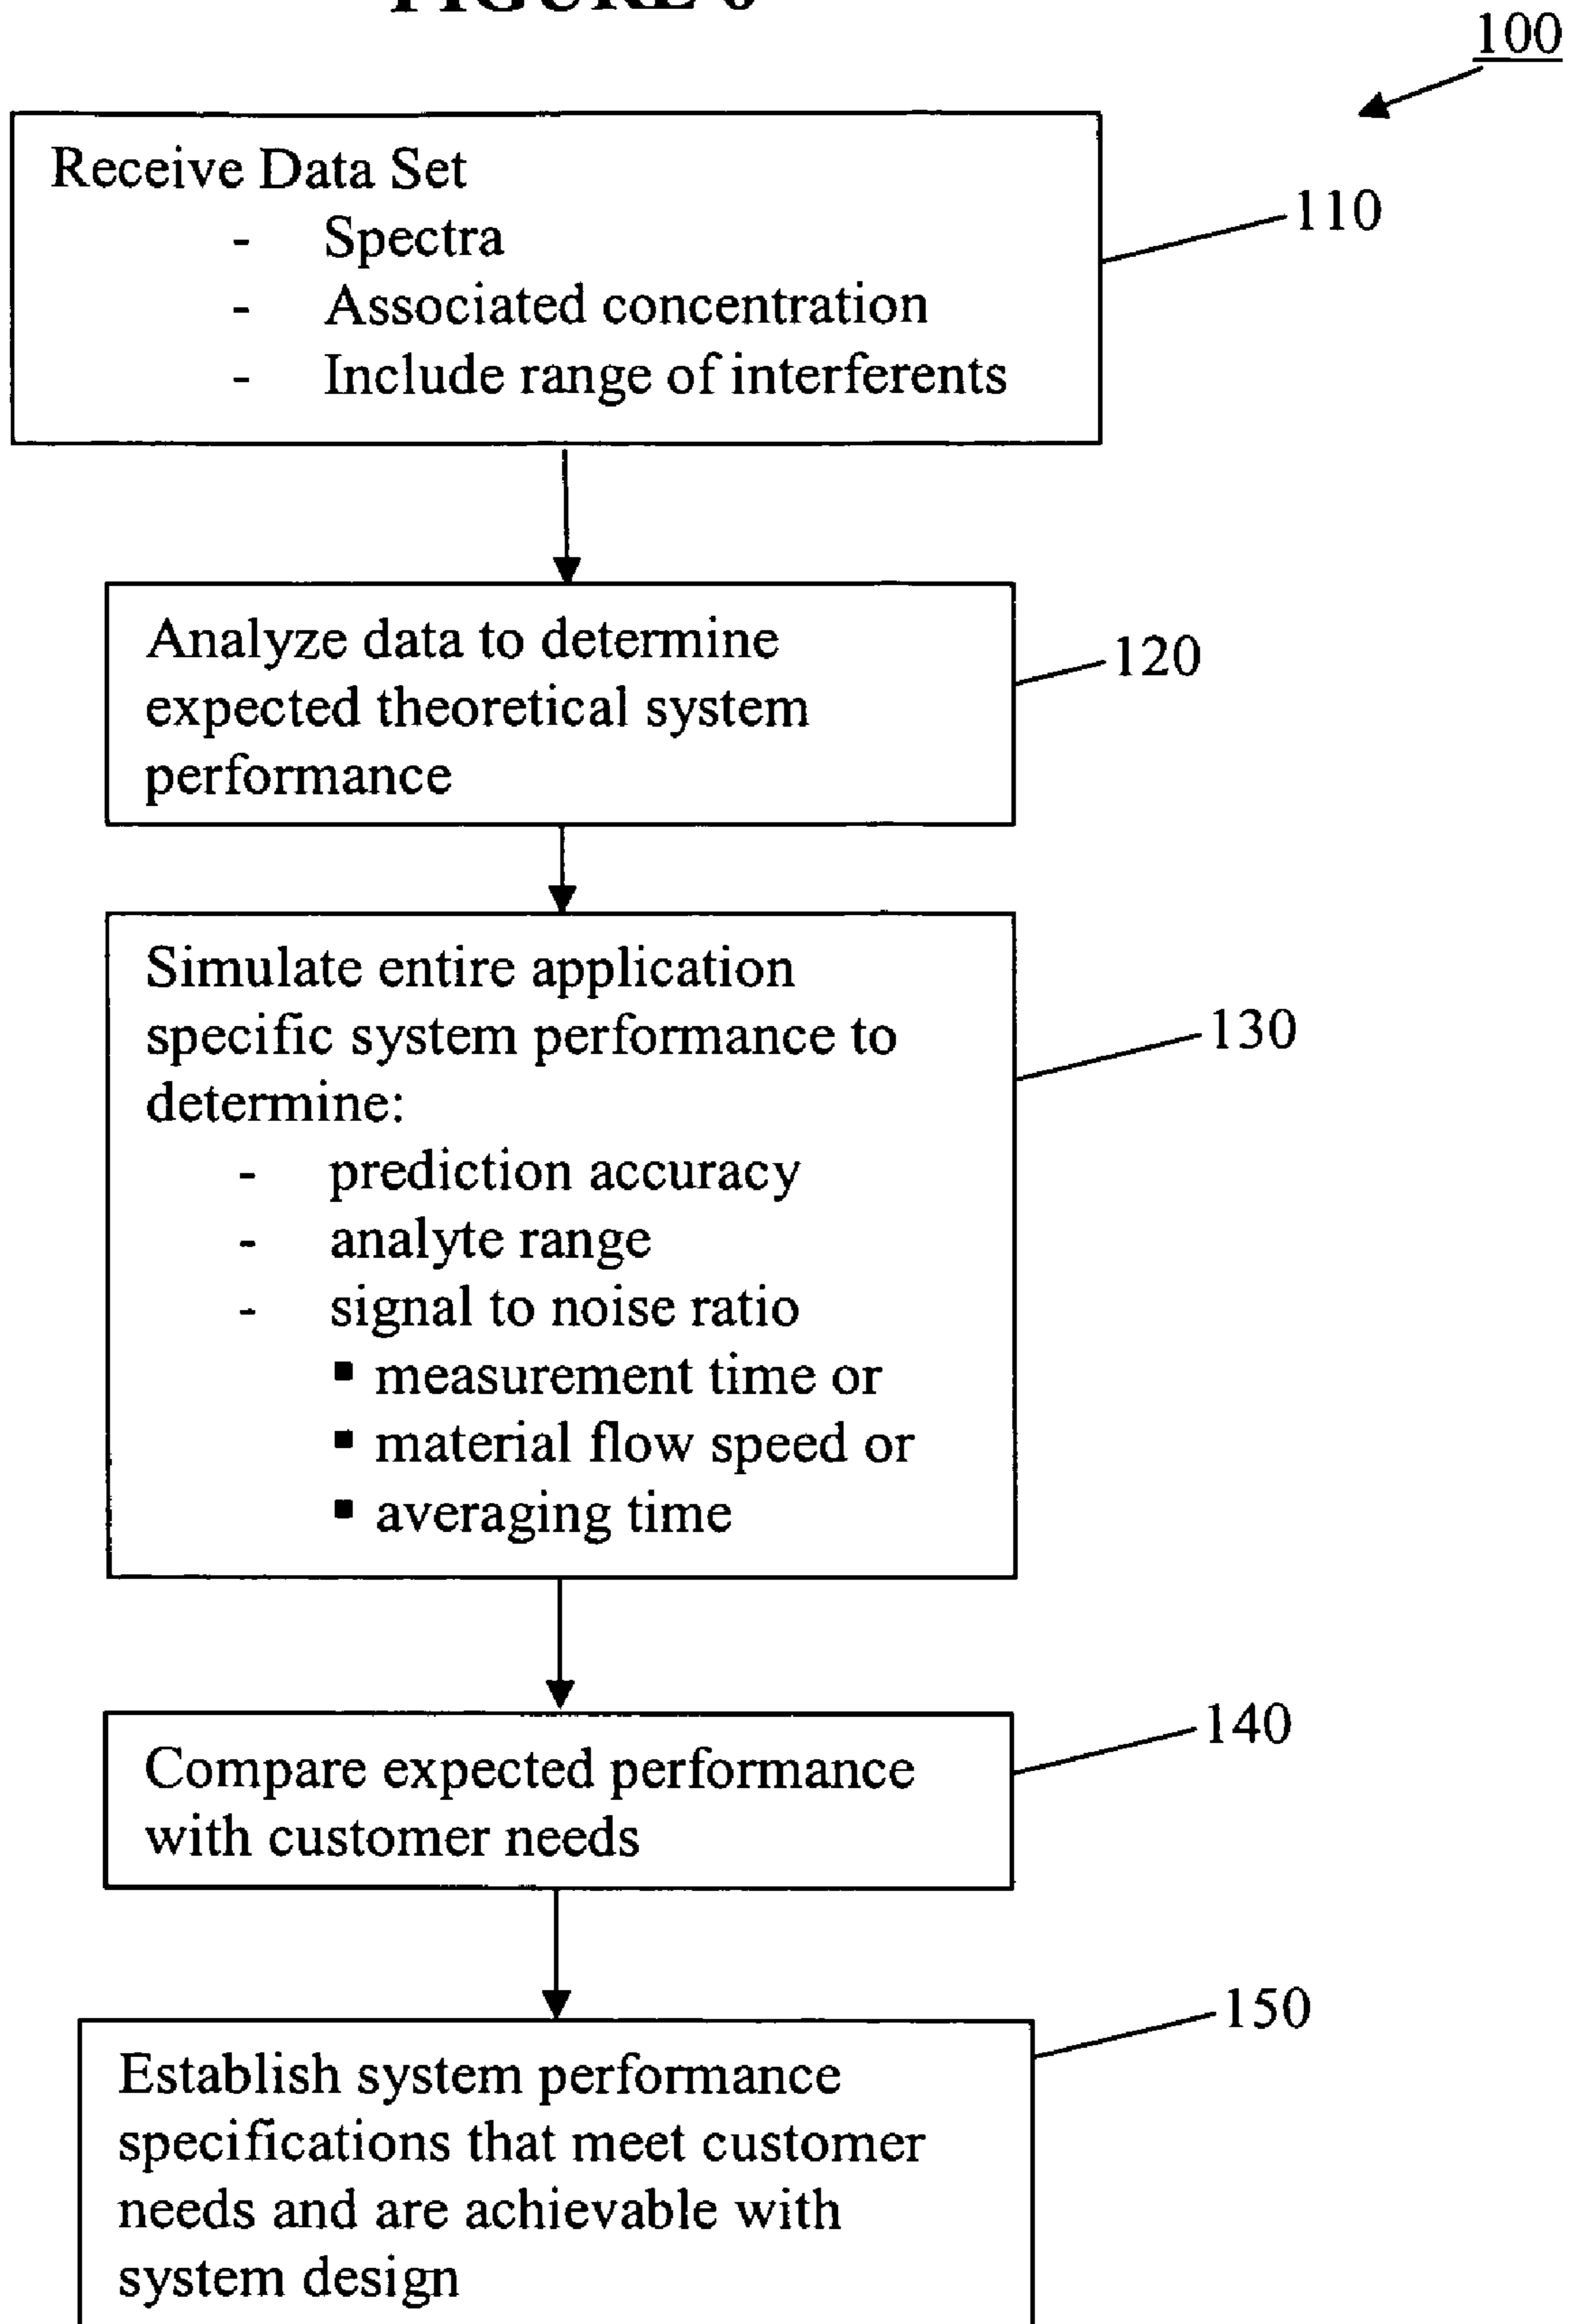 100
Receive Data Set
- Spectra
- Associated concentration
- Include range of interferents
110
Analyze data to determine
expected theoretical system
performance
120
Simulate entire application
specific system performance to
determine:
- prediction accuracy
- analyte range
- signal to noise ratio
▪ measurement time or
▪ material flow speed or
▪ averaging time
130
Compare expected performance
with customer needs
140
Establish system performance
specifications that meet customer
needs and are achievable with
system design
150